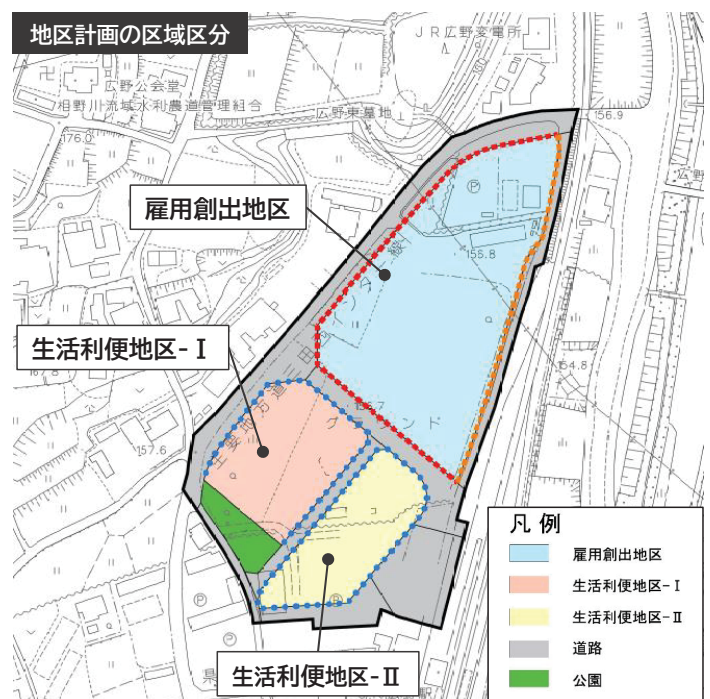 地区計画の区域区分
JR広野変電所
広野公会堂
相野川流域水利農道管理組合
広野東墓地
156.9
176.0
雇用創出地区
155.8
生活利便地区-Ⅰ
154.8
グラウンド
157.6
凡 例
雇用創出地区
生活利便地区-Ⅰ
生活利便地区-Ⅱ
道路
公園
生活利便地区-Ⅱ